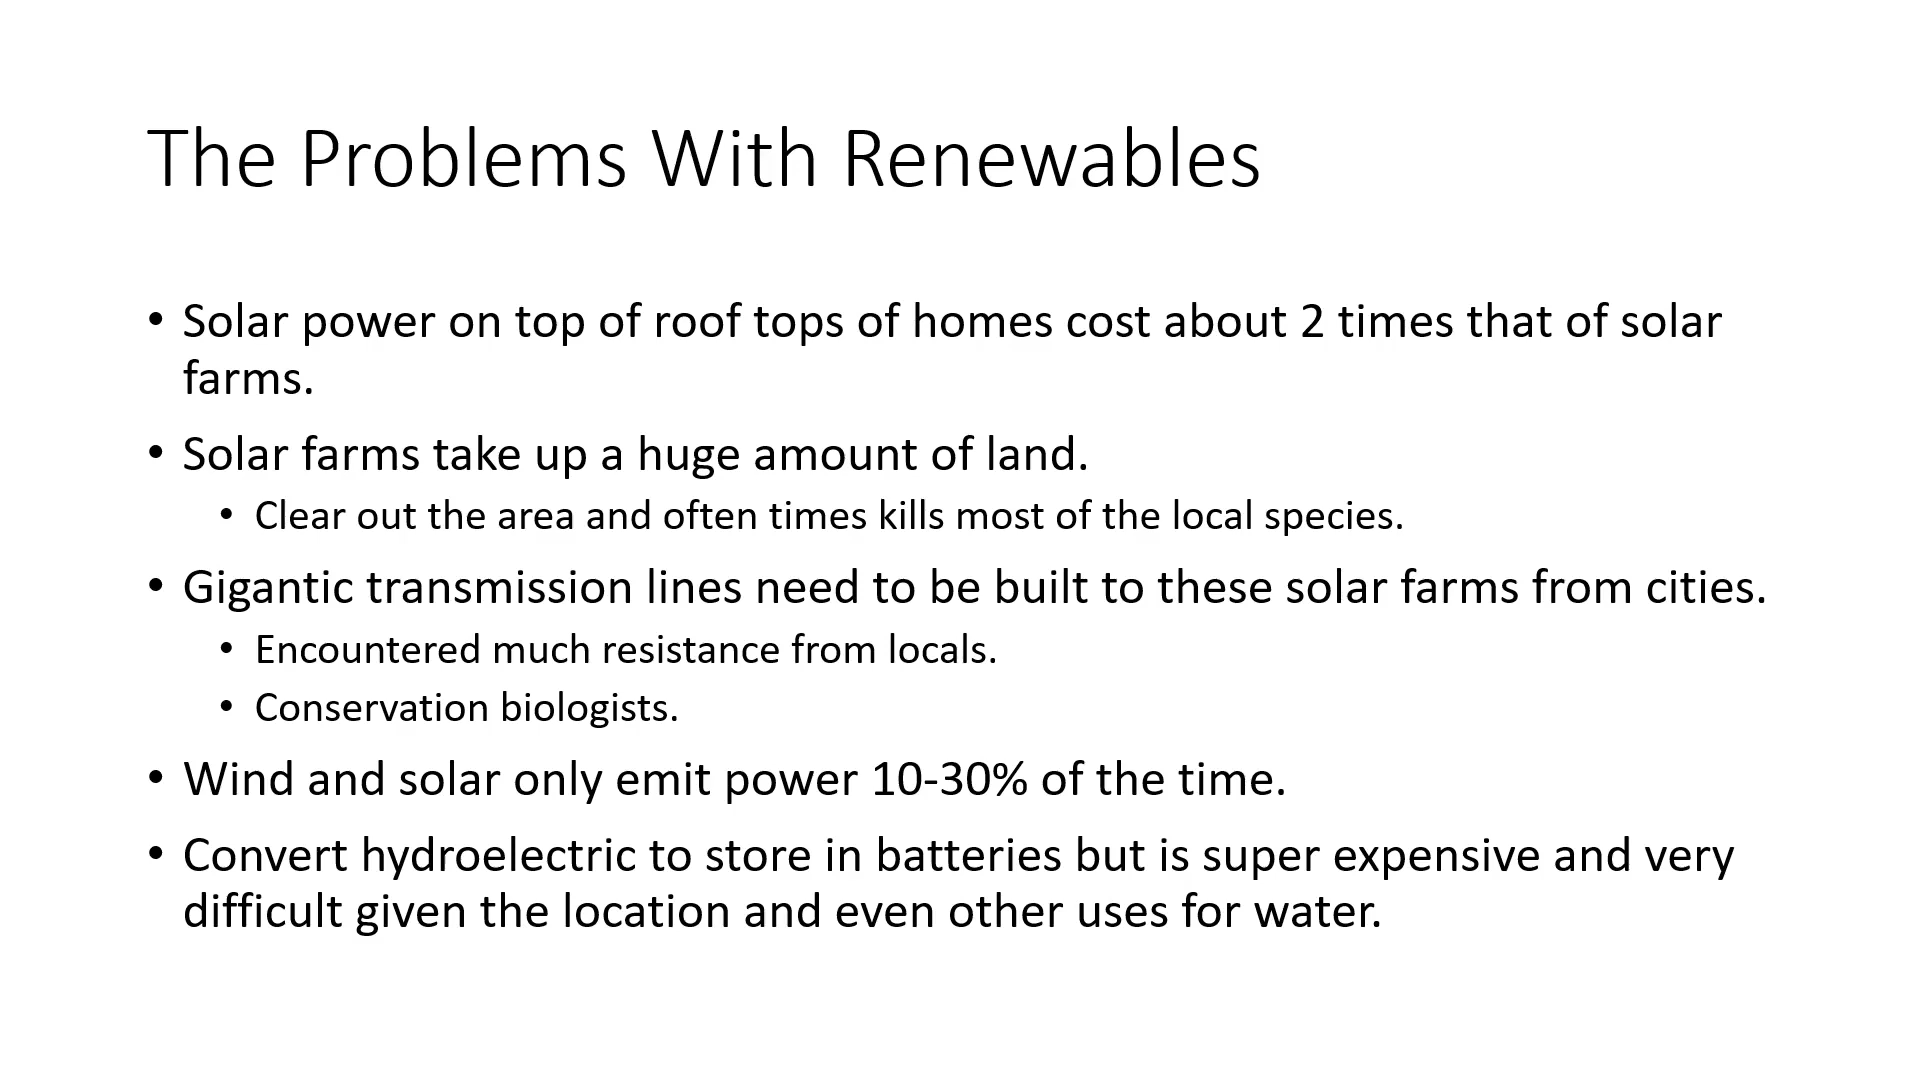 The Problems With Renewables
• Solar power on top of roof tops of homes cost about 2 times that of solar
farms.
• Solar farms take up a huge amount of land.
• Clear out the area and often times kills most of the local species.
• Gigantic transmission lines need to be built to these solar farms from cities.
• Encountered much resistance from locals.
• Conservation biologists.
• Wind and solar only emit power 10-30% of the time.
• Convert hydroelectric to store in batteries but is super expensive and very
difficult given the location and even other uses for water.